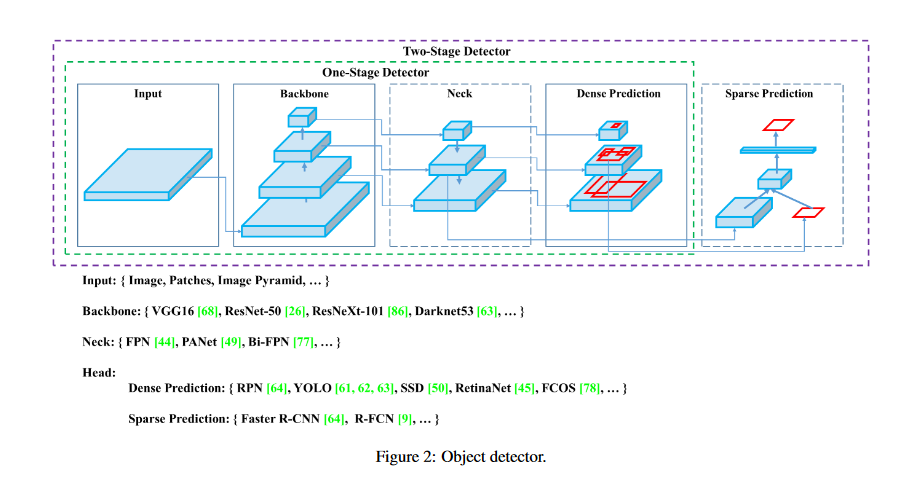 Two-Stage Detector
One-Stage Detector
Input
Backbone
Neck
Dense Prediction
Sparse Prediction
Input: { Image, Patches, Image Pyramid, … }
Backbone: { VGG16 [68], ResNet-50 [26], ResNeXt-101 [86], Darknet53 [63], … }
Neck: { FPN [44], PANet [49], Bi-FPN [77], … }
Head:
Dense Prediction: { RPN [64], YOLO [61, 62, 63], SSD [50], RetinaNet [45], FCOS [78], … }
Sparse Prediction: { Faster R-CNN [64], R-FCN [9], … }
Figure 2: Object detector.